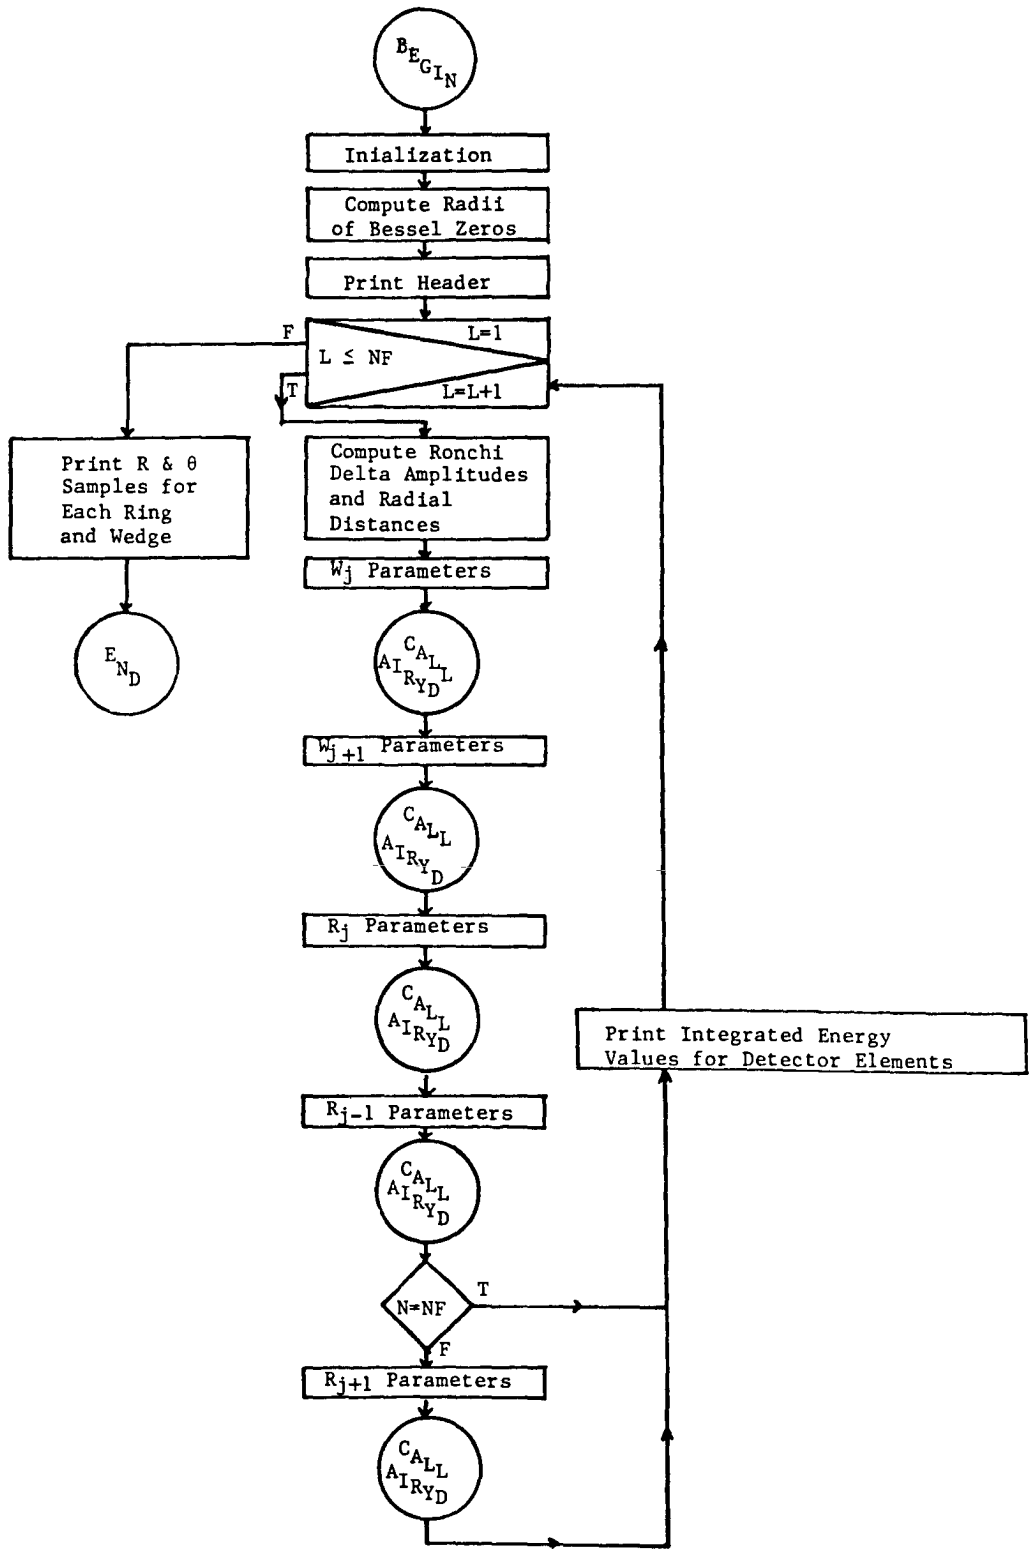 BEGIN
Inialization
Compute Radii
of Bessel Zeros
Print Header
F
L=1
L ≤ NF
T
L=L+1
Print R & θ
Samples for
Each Ring
and Wedge
END
Compute Ronchi
Delta Amplitudes
and Radial
Distances
Wj Parameters
CALL
AIRYD
Wj+1 Parameters
CALL
AIRYD
Rj Parameters
CALL
AIRYD
Print Integrated Energy
Values for Detector Elements
Rj-1 Parameters
CALL
AIRYD
N=NF
T
F
Rj+1 Parameters
CALL
AIRYD